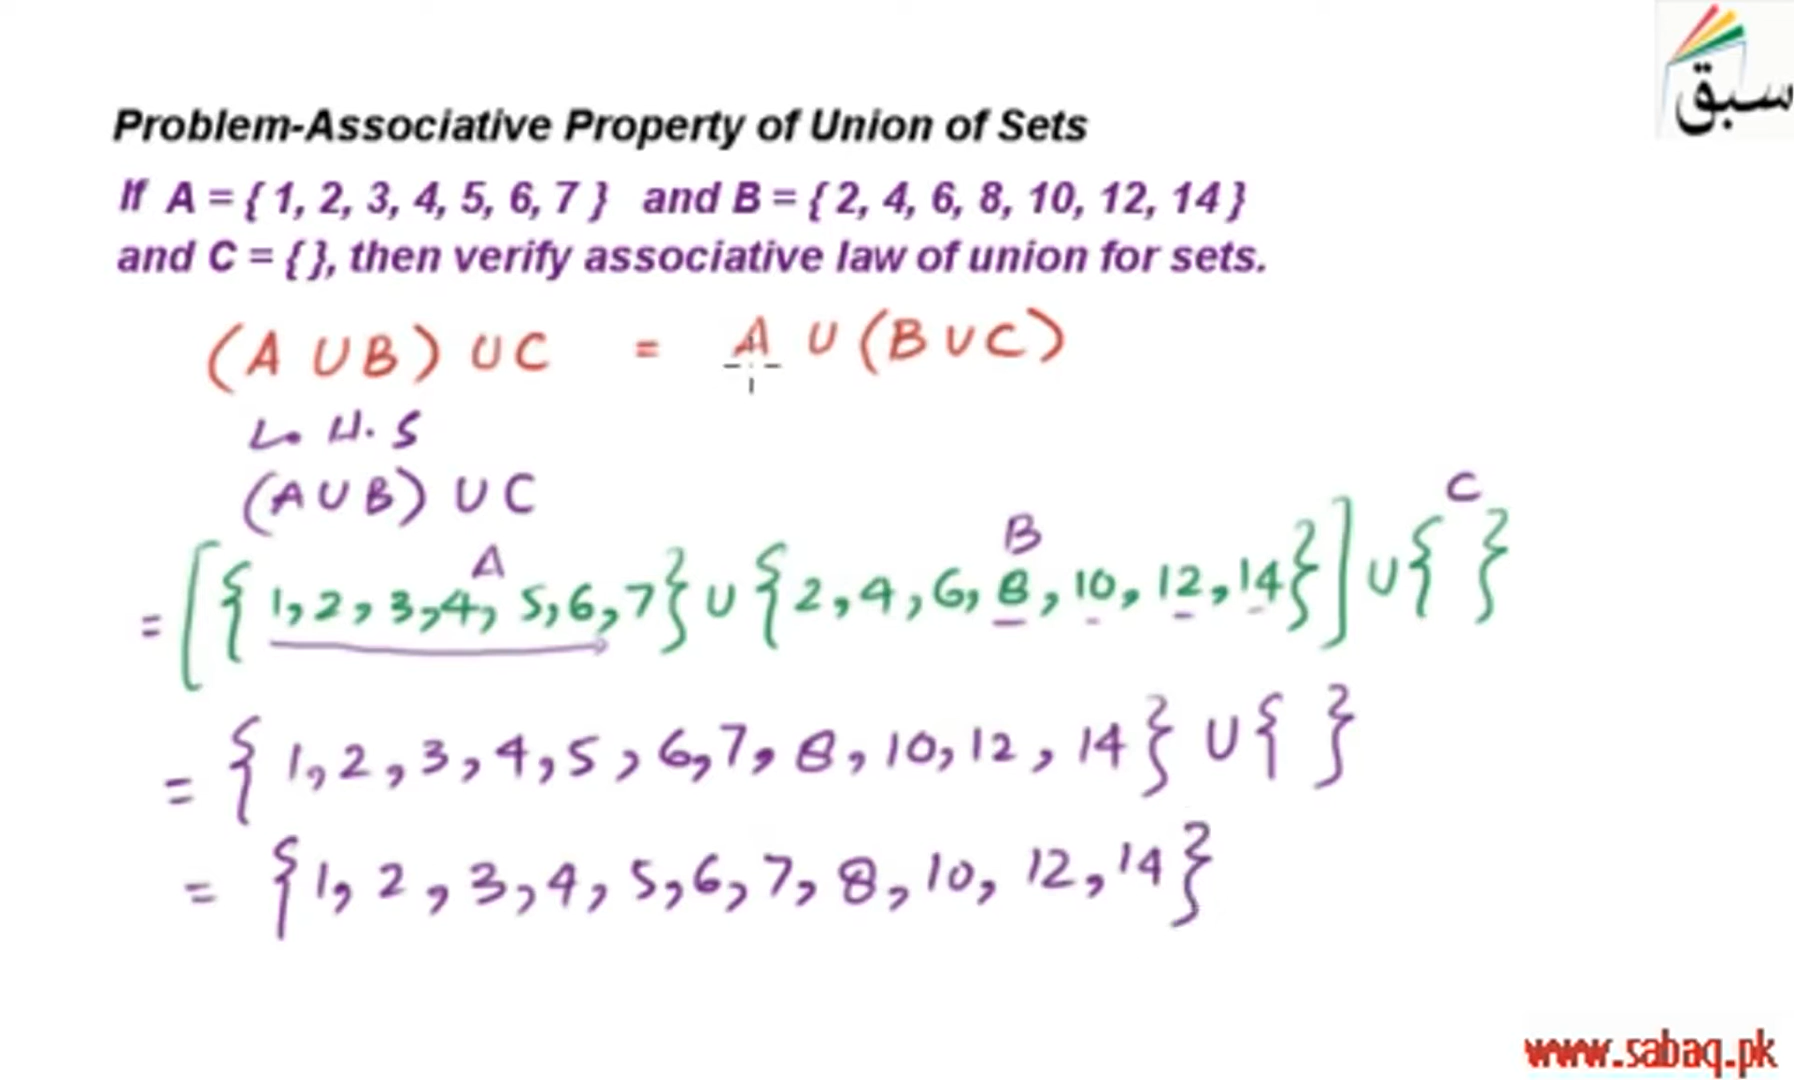 سبق
Problem-Associative Property of Union of Sets
If A = { 1, 2, 3, 4, 5, 6, 7 } and B = { 2, 4, 6, 8, 10, 12, 14 }
and C = { }, then verify associative law of union for sets.
(A ∪ B) ∪ C = A ∪ (B ∪ C)
L. H. S
(A ∪ B) ∪ C
A B C
= [{ 1, 2, 3, 4, 5, 6, 7} ∪ {2, 4, 6, 8, 10, 12, 14}] ∪ { }
= { 1, 2, 3, 4, 5, 6, 7, 8, 10, 12, 14} ∪ { }
= { 1, 2, 3, 4, 5, 6, 7, 8, 10, 12, 14}
www.sabaq.pk